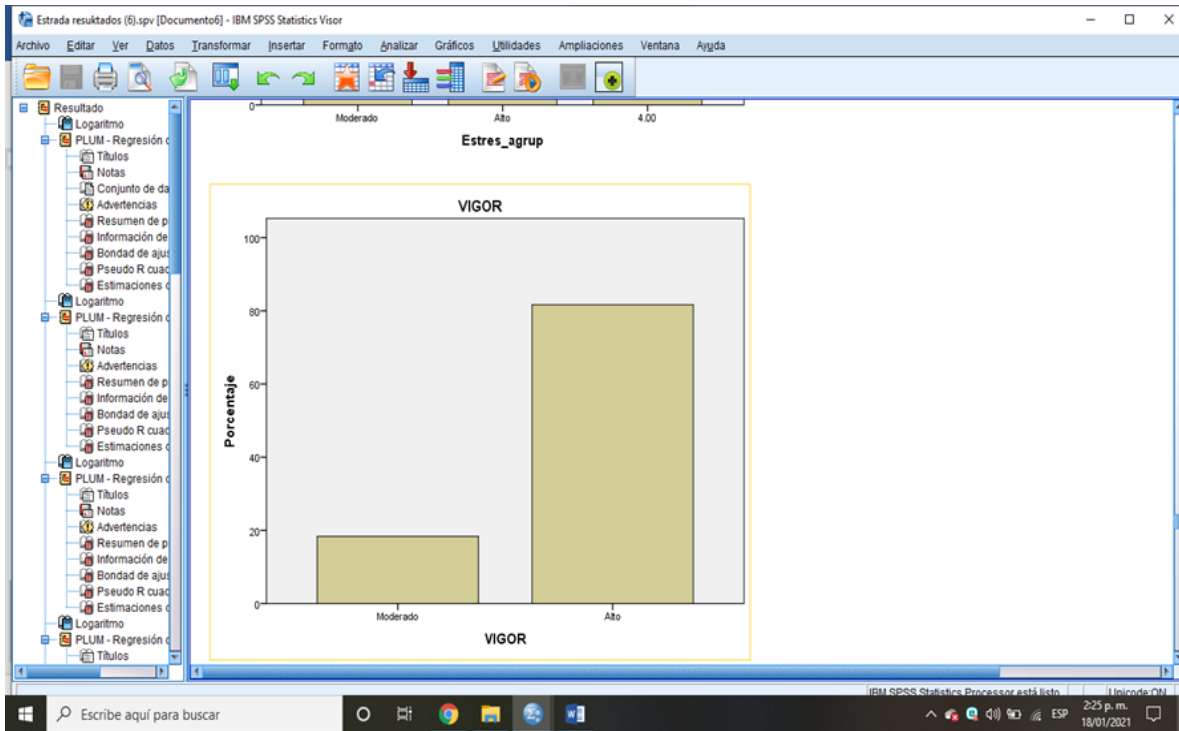 Estrada resuktados (6).spv [Documento6] - IBM SPSS Statistics Visor
Archivo Editar Ver Datos Transformar Insertar Formato Analizar Gráficos Utilidades Ampliaciones Ventana Ayuda
Resultado
Logaritmo
PLUM - Regresión
Títulos
Notas
Conjunto de da
Advertencias
Resumen de p
Información de
Bondad de ajus
Pseudo R cuad
Estimaciones
Logaritmo
PLUM - Regresión
Títulos
Notas
Advertencias
Resumen de p
Información de
Bondad de ajus
Pseudo R cuad
Estimaciones
Logaritmo
PLUM - Regresión
Títulos
Notas
Advertencias
Resumen de p
Información de
Bondad de ajus
Pseudo R cuad
Estimaciones
Logaritmo
PLUM - Regresión
Títulos
0
Moderado Alto 4.00
Estres_agrup
VIGOR
100
80
60
40
20
0
Porcentaje
Moderado Alto
VIGOR
IBM SPSS Statistics Processor está listo Unicode:ON
Escribe aquí para buscar
ESP
2:25 p. m.
18/01/2021